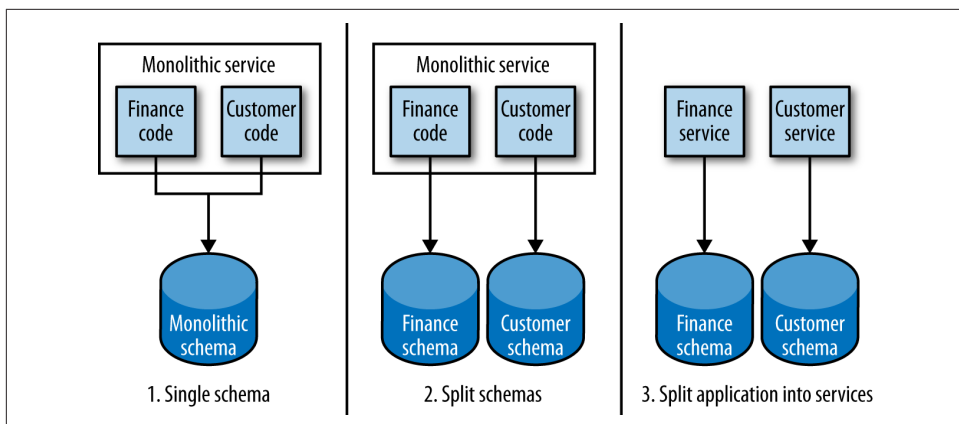 Monolithic service
Finance
code
Customer
code
Monolithic
schema
1. Single schema
Monolithic service
Finance
code
Customer
code
Finance
schema
Customer
schema
2. Split schemas
Finance
service
Customer
service
Finance
schema
Customer
schema
3. Split application into services